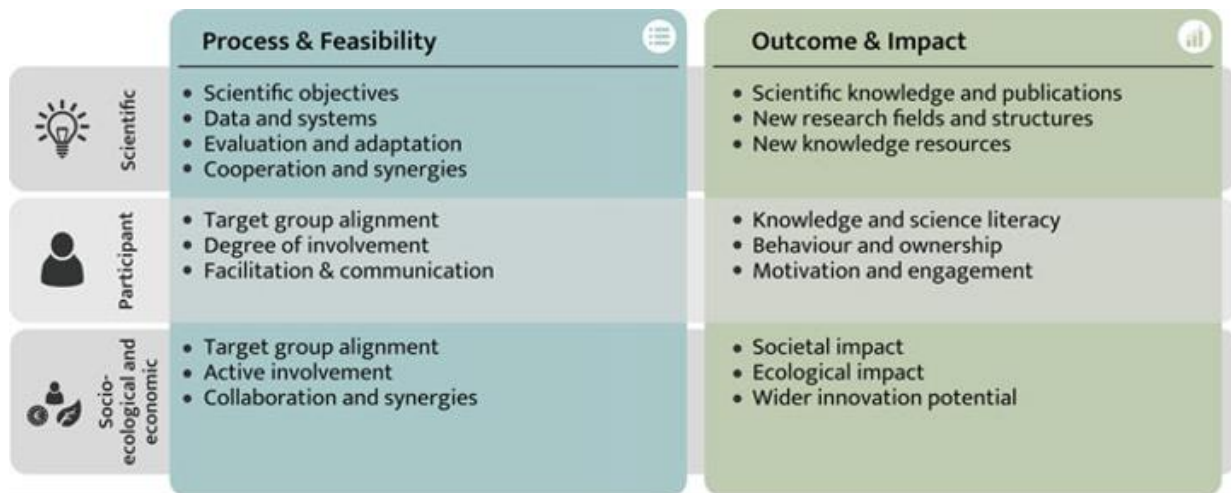 Process & Feasibility
Outcome & Impact
Scientific
• Scientific objectives
• Data and systems
• Evaluation and adaptation
• Cooperation and synergies
• Scientific knowledge and publications
• New research fields and structures
• New knowledge resources
Participant
• Target group alignment
• Degree of involvement
• Facilitation & communication
• Knowledge and science literacy
• Behaviour and ownership
• Motivation and engagement
Socio-
ecological and
economic
• Target group alignment
• Active involvement
• Collaboration and synergies
• Societal impact
• Ecological impact
• Wider innovation potential